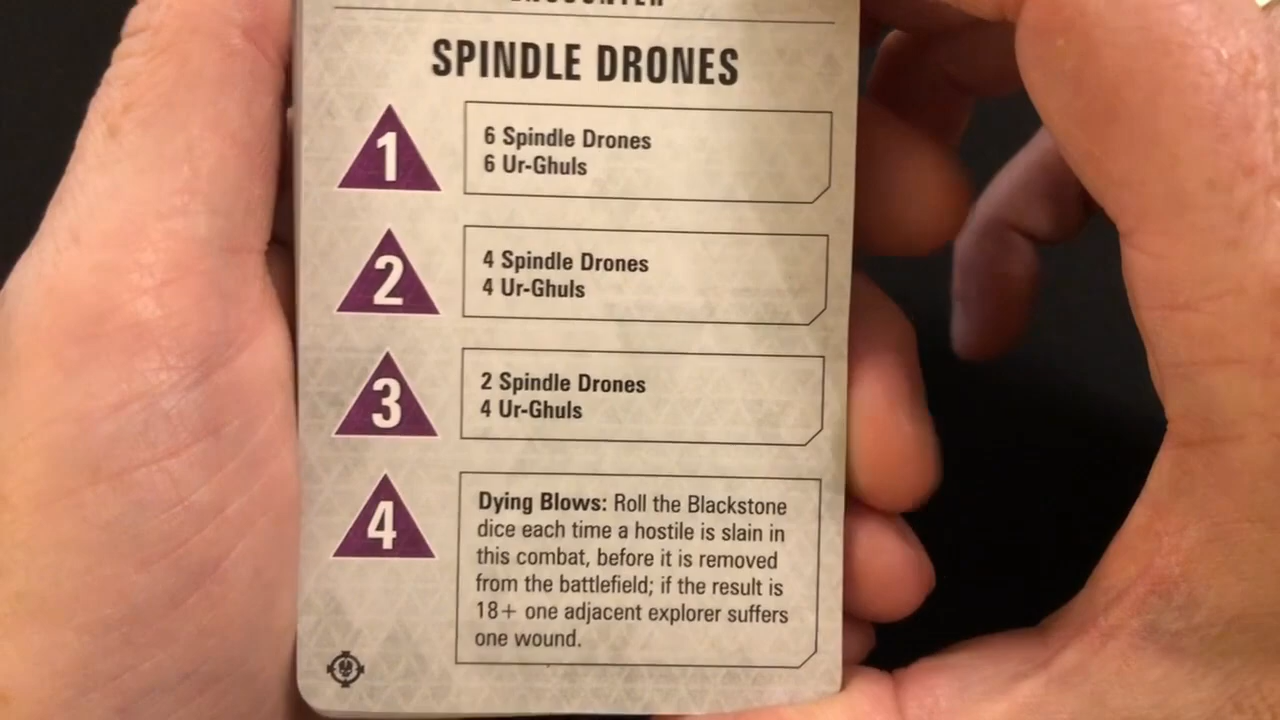 ENCOUNTER
SPINDLE DRONES
1
6 Spindle Drones
6 Ur-Ghuls
2
4 Spindle Drones
4 Ur-Ghuls
3
2 Spindle Drones
4 Ur-Ghuls
4
Dying Blows: Roll the Blackstone
dice each time a hostile is slain in
this combat, before it is removed
from the battlefield; if the result is
18+ one adjacent explorer suffers
one wound.